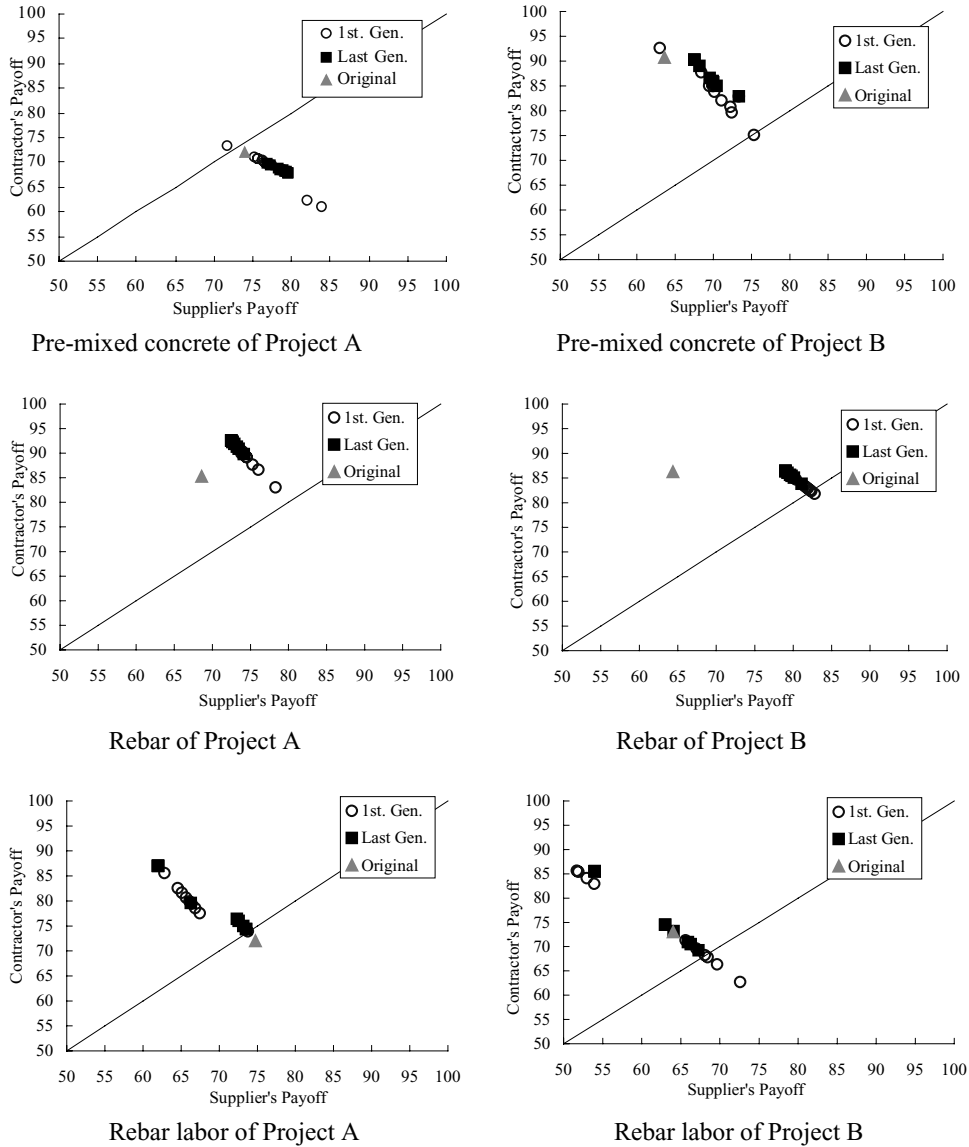 100
95
90
85
80
75
70
65
60
55
50
Contractor's Payoff
1st. Gen.
Last Gen.
Original
50 55 60 65 70 75 80 85 90 95 100
Supplier's Payoff
Pre-mixed concrete of Project A
100
95
90
85
80
75
70
65
60
55
50
Contractor's Payoff
1st. Gen.
Last Gen.
Original
50 55 60 65 70 75 80 85 90 95 100
Supplier's Payoff
Pre-mixed concrete of Project B
100
95
90
85
80
75
70
65
60
55
50
Contractor's Payoff
1st. Gen.
Last Gen.
Original
50 55 60 65 70 75 80 85 90 95 100
Supplier's Payoff
Rebar of Project A
100
95
90
85
80
75
70
65
60
55
50
Contractor's Payoff
1st. Gen.
Last Gen.
Original
50 55 60 65 70 75 80 85 90 95 100
Supplier's Payoff
Rebar of Project B
100
95
90
85
80
75
70
65
60
55
50
Contractor's Payoff
1st. Gen.
Last Gen.
Original
50 55 60 65 70 75 80 85 90 95 100
Supplier's Payoff
Rebar labor of Project A
100
95
90
85
80
75
70
65
60
55
50
Contractor's Payoff
1st. Gen.
Last Gen.
Original
50 55 60 65 70 75 80 85 90 95 100
Supplier's Payoff
Rebar labor of Project B